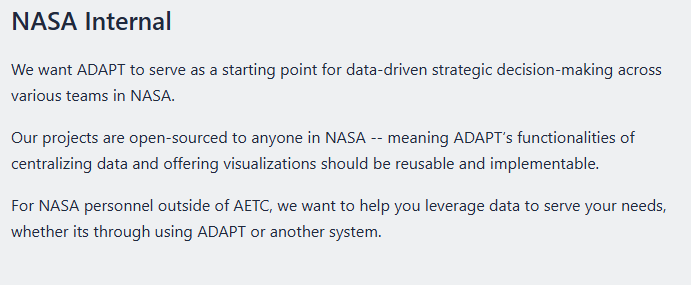 NASA Internal
We want ADAPT to serve as a starting point for data-driven strategic decision-making across
various teams in NASA.
Our projects are open-sourced to anyone in NASA -- meaning ADAPT's functionalities of
centralizing data and offering visualizations should be reusable and implementable.
For NASA personnel outside of AETC, we want to help you leverage data to serve your needs,
whether its through using ADAPT or another system.